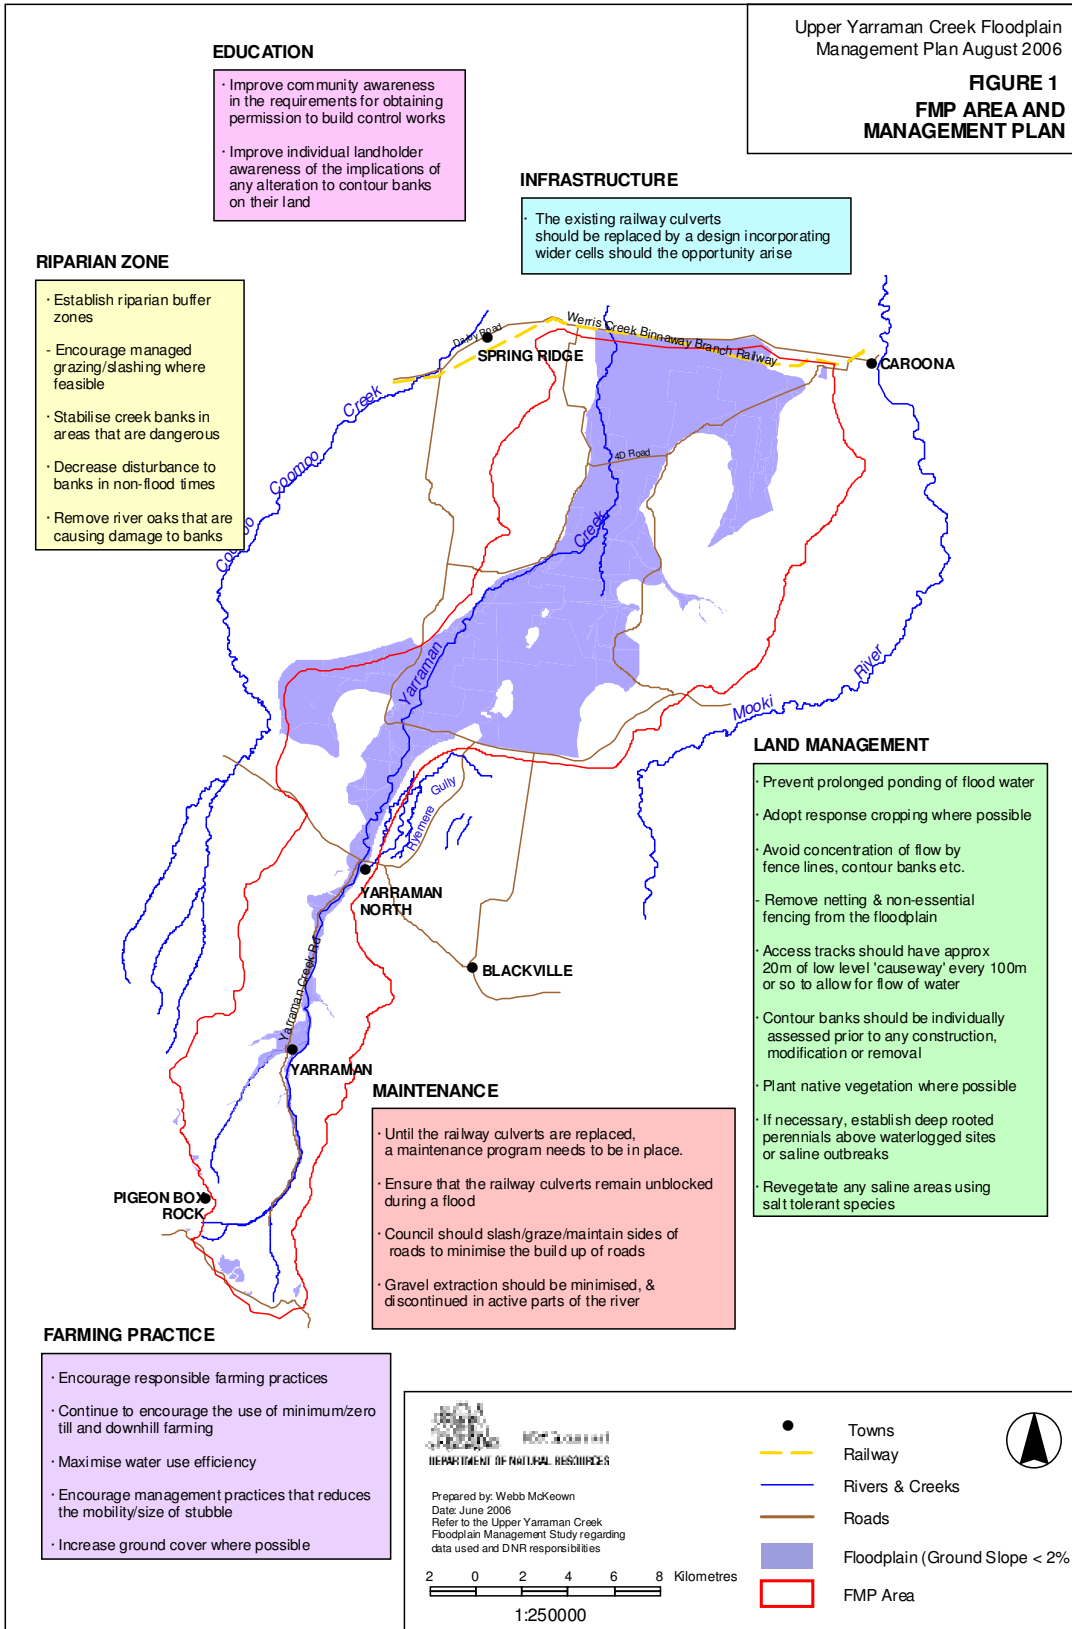 Upper Yarraman Creek Floodplain
Management Plan August 2006
FIGURE 1
FMP AREA AND
MANAGEMENT PLAN
EDUCATION
· Improve community awareness
in the requirements for obtaining
permission to build control works
· Improve individual landholder
awareness of the implications of
any alteration to contour banks
on their land
INFRASTRUCTURE
· The existing railway culverts
should be replaced by a design incorporating
wider cells should the opportunity arise
RIPARIAN ZONE
· Establish riparian buffer
zones
- Encourage managed
grazing/slashing where
feasible
· Stabilise creek banks in
areas that are dangerous
· Decrease disturbance to
banks in non-flood times
· Remove river oaks that are
causing damage to banks
Dalby Road
Werris Creek Binnaway Branch Railway
SPRING RIDGE
CAROONA
Coomoo Coomoo Creek
4D Road
Yarraman Creek
Mooki River
Ryemere Gully
YARRAMAN
NORTH
BLACKVILLE
Yarraman Creek Rd
YARRAMAN
PIGEON BOX
ROCK
LAND MANAGEMENT
· Prevent prolonged ponding of flood water
· Adopt response cropping where possible
· Avoid concentration of flow by
fence lines, contour banks etc.
- Remove netting & non-essential
fencing from the floodplain
· Access tracks should have approx
20m of low level 'causeway' every 100m
or so to allow for flow of water
· Contour banks should be individually
assessed prior to any construction,
modification or removal
· Plant native vegetation where possible
· If necessary, establish deep rooted
perennials above waterlogged sites
or saline outbreaks
· Revegetate any saline areas using
salt tolerant species
MAINTENANCE
· Until the railway culverts are replaced,
a maintenance program needs to be in place.
· Ensure that the railway culverts remain unblocked
during a flood
· Council should slash/graze/maintain sides of
roads to minimise the build up of roads
· Gravel extraction should be minimised, &
discontinued in active parts of the river
FARMING PRACTICE
· Encourage responsible farming practices
· Continue to encourage the use of minimum/zero
till and downhill farming
· Maximise water use efficiency
· Encourage management practices that reduces
the mobility/size of stubble
· Increase ground cover where possible
DEPARTMENT OF NATURAL RESOURCES
Prepared by: Webb McKeown
Date: June 2006
Refer to the Upper Yarraman Creek
Floodplain Management Study regarding
data used and DNR responsibilities
2 0 2 4 6 8 Kilometres
1:250000
Towns
Railway
Rivers & Creeks
Roads
Floodplain (Ground Slope < 2%
FMP Area